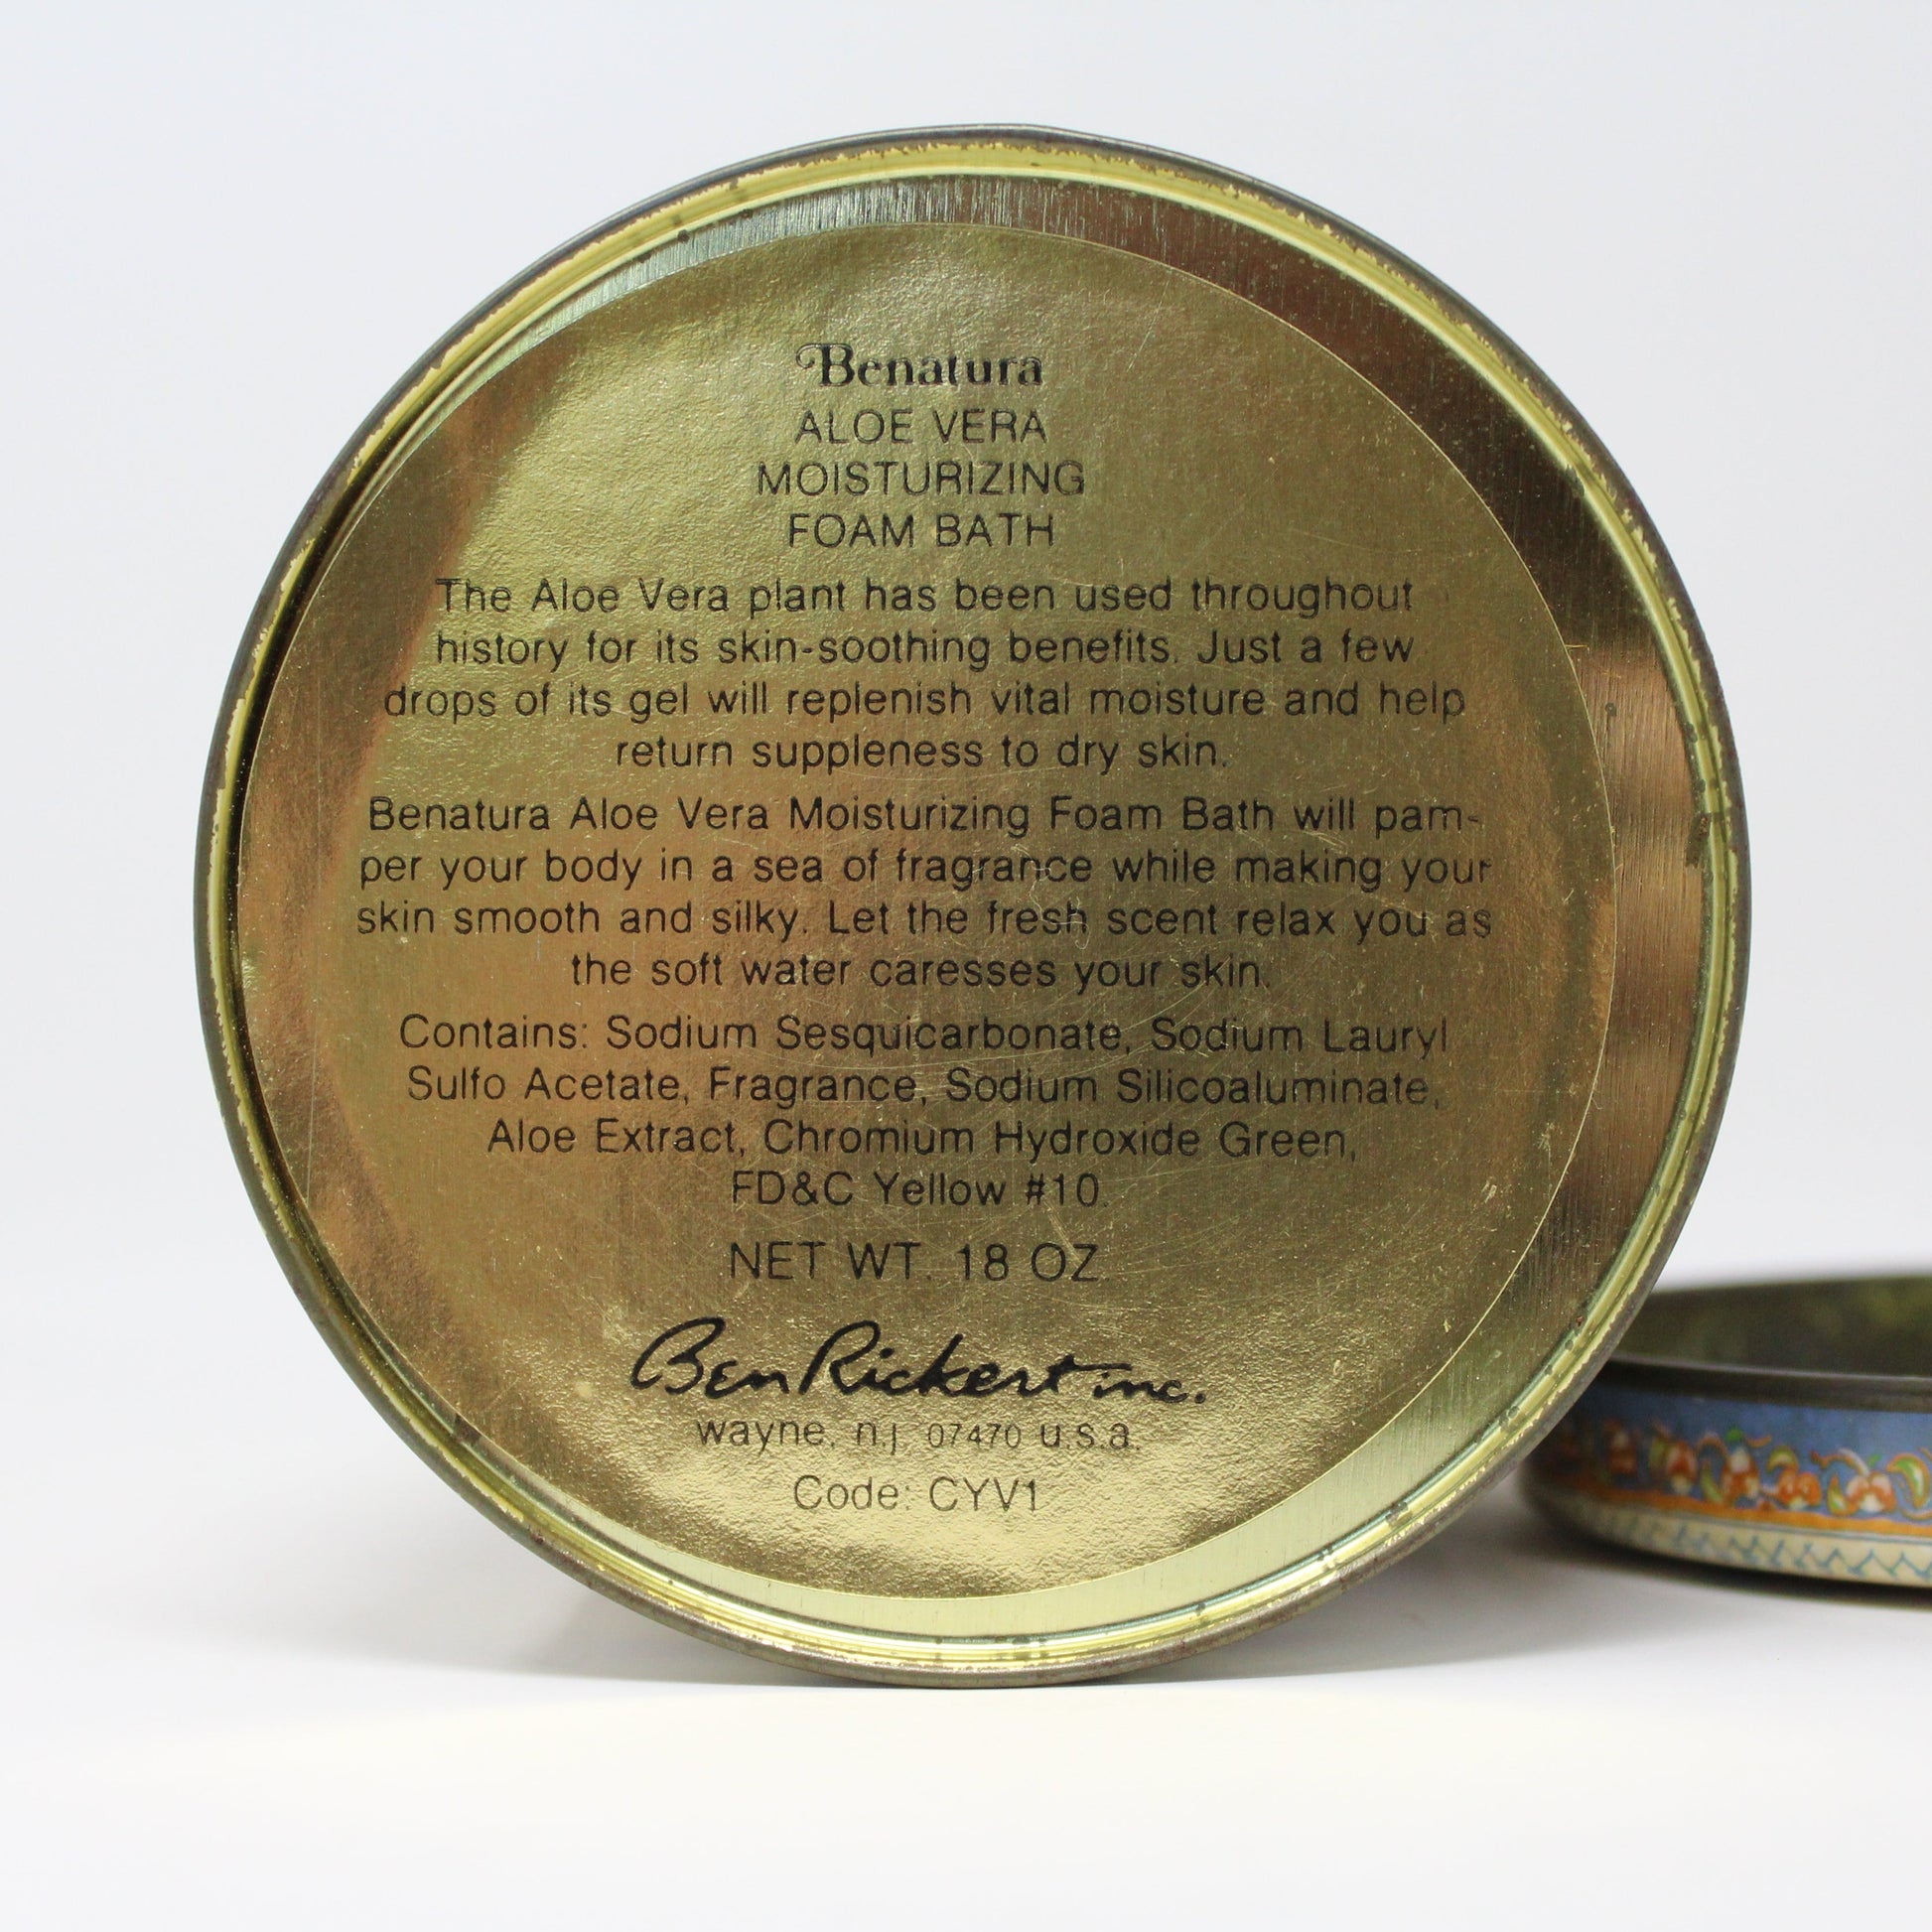 Benatura
ALOE VERA
MOISTURIZING
FOAM BATH
The Aloe Vera plant has been used throughout
history for its skin-soothing benefits. Just a few
drops of its gel will replenish vital moisture and help
return suppleness to dry skin.
Benatura Aloe Vera Moisturizing Foam Bath will pam-
per your body in a sea of fragrance while making your
skin smooth and silky. Let the fresh scent relax you as
the soft water caresses your skin.
Contains: Sodium Sesquicarbonate, Sodium Lauryl
Sulfo Acetate, Fragrance, Sodium Silicoaluminate,
Aloe Extract, Chromium Hydroxide Green,
FD&C Yellow #10.
NET WT. 18 OZ.
Ben Rickert inc.
wayne, n.j. 07470 u.s.a.
Code: CYV1